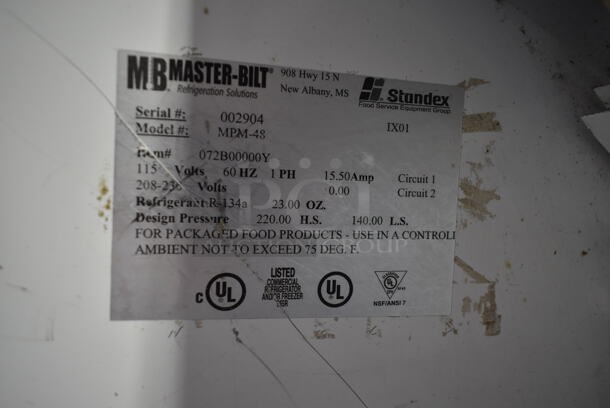 MB MASTER-BILT®
Refrigeration Solutions
908 Hwy 15 N
New Albany, MS
Standex
Food Service Equipment Group
Serial #: 002904
Model #: MPM-48 IX01
Item# 072B00000Y
115 Volts 60 HZ 1 PH 15.50Amp Circuit 1
208-230 Volts 0.00 Circuit 2
Refrigerant R-134a 23.00 OZ.
Design Pressure 220.00 H.S. 140.00 L.S.
FOR PACKAGED FOOD PRODUCTS - USE IN A CONTROLL
AMBIENT NOT TO EXCEED 75 DEG. F.
C UL
LISTED
COMMERCIAL
REFRIGERATOR
AND/OR FREEZER
UL
UL
NSF/ANSI 7